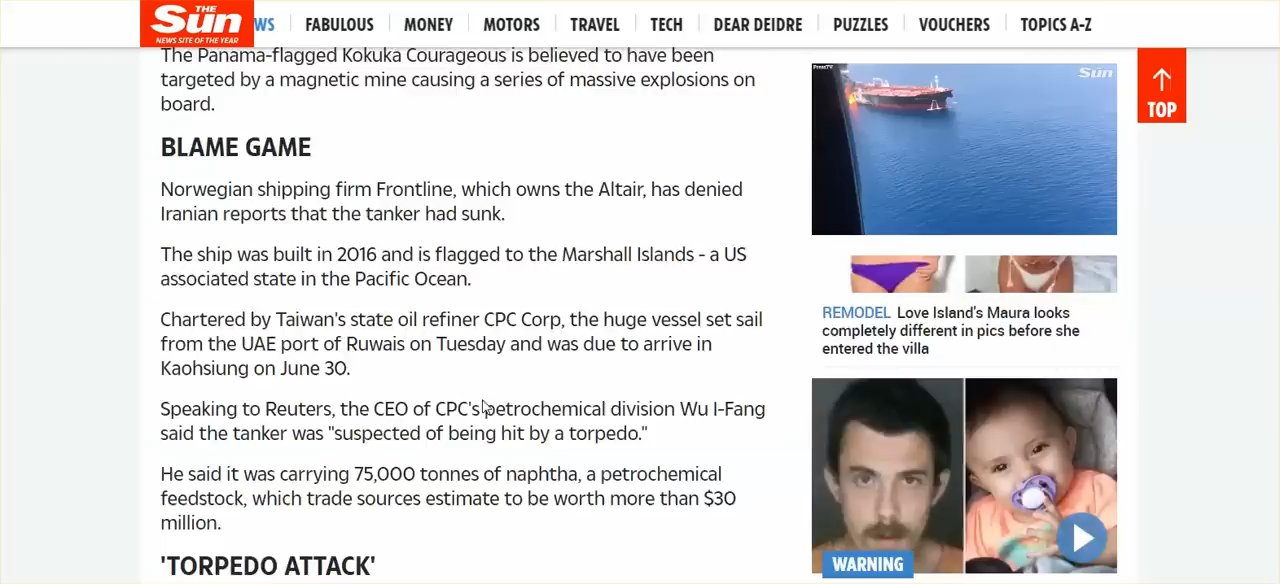 THE
Sun
NEWS SITE OF THE YEAR
WS
FABULOUS
MONEY
MOTORS
TRAVEL
TECH
DEAR DEIDRE
PUZZLES
VOUCHERS
TOPICS A-Z
The Panama-flagged Kokuka Courageous is believed to have been
targeted by a magnetic mine causing a series of massive explosions on
board.
BLAME GAME
Norwegian shipping firm Frontline, which owns the Altair, has denied
Iranian reports that the tanker had sunk.
The ship was built in 2016 and is flagged to the Marshall Islands - a US
associated state in the Pacific Ocean.
Chartered by Taiwan's state oil refiner CPC Corp, the huge vessel set sail
from the UAE port of Ruwais on Tuesday and was due to arrive in
Kaohsiung on June 30.
Speaking to Reuters, the CEO of CPC's petrochemical division Wu I-Fang
said the tanker was "suspected of being hit by a torpedo."
He said it was carrying 75,000 tonnes of naphtha, a petrochemical
feedstock, which trade sources estimate to be worth more than $30
million.
'TORPEDO ATTACK'
PressTV
Sun
REMODEL Love Island's Maura looks
completely different in pics before she
entered the villa
WARNING
TOP